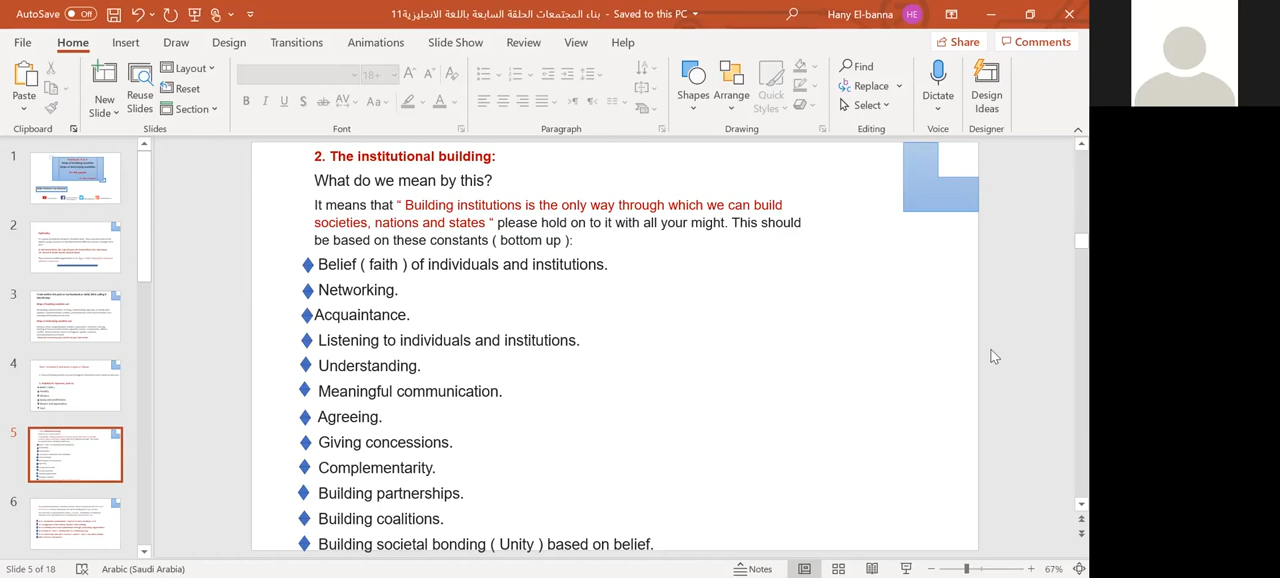 AutoSave Off بناء المجتمعات الحلقة السابعة باللغة الانجليزية11 - Saved to this PC Hany El-banna HE
File Home Insert Draw Design Transitions Animations Slide Show Review View Help Share Comments
Paste New Slide Reuse Slides Layout Reset Section 18+ Shapes Arrange Quick Styles Find Replace Select Dictate Design Ideas
Clipboard Slides Font Paragraph Drawing Editing Voice Designer
1
2
3
4
5
6
2. The institutional building:
What do we mean by this?
It means that “ Building institutions is the only way through which we can build
societies, nations and states “ please hold on to it with all your might. This should
be based on these constants ( bottom up ):
Belief ( faith ) of individuals and institutions.
Networking.
Acquaintance.
Listening to individuals and institutions.
Understanding.
Meaningful communication.
Agreeing.
Giving concessions.
Complementarity.
Building partnerships.
coalitions.
Building societal bonding ( Unity ) based on belief.
Slide 5 of 18 Arabic (Saudi Arabia) Notes 67%